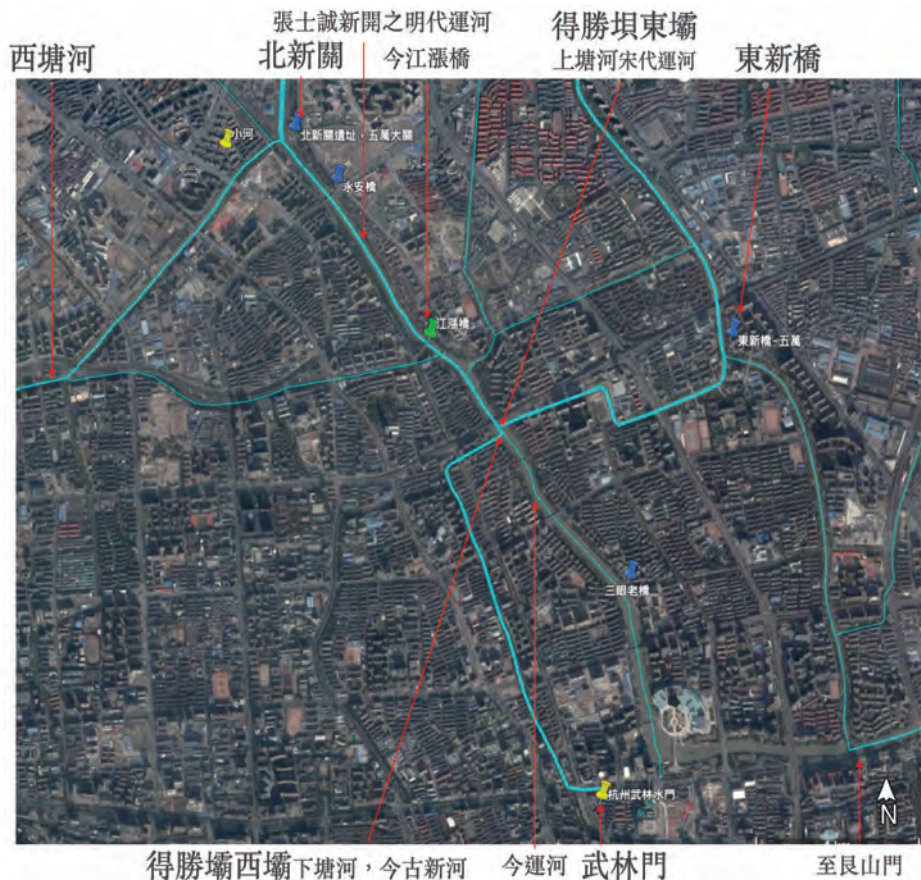 張士誠新開之明代運河
得勝垻東壩
西塘河
北新關
今江漲橋
上塘河宋代運河
東新橋
小河
北新關遺址，五萬大關
永安橋
江漲橋
東新橋-五萬
三眼老橋
杭州武林水門
N
得勝壩西壩下塘河，今古新河
今運河
武林門
至艮山門